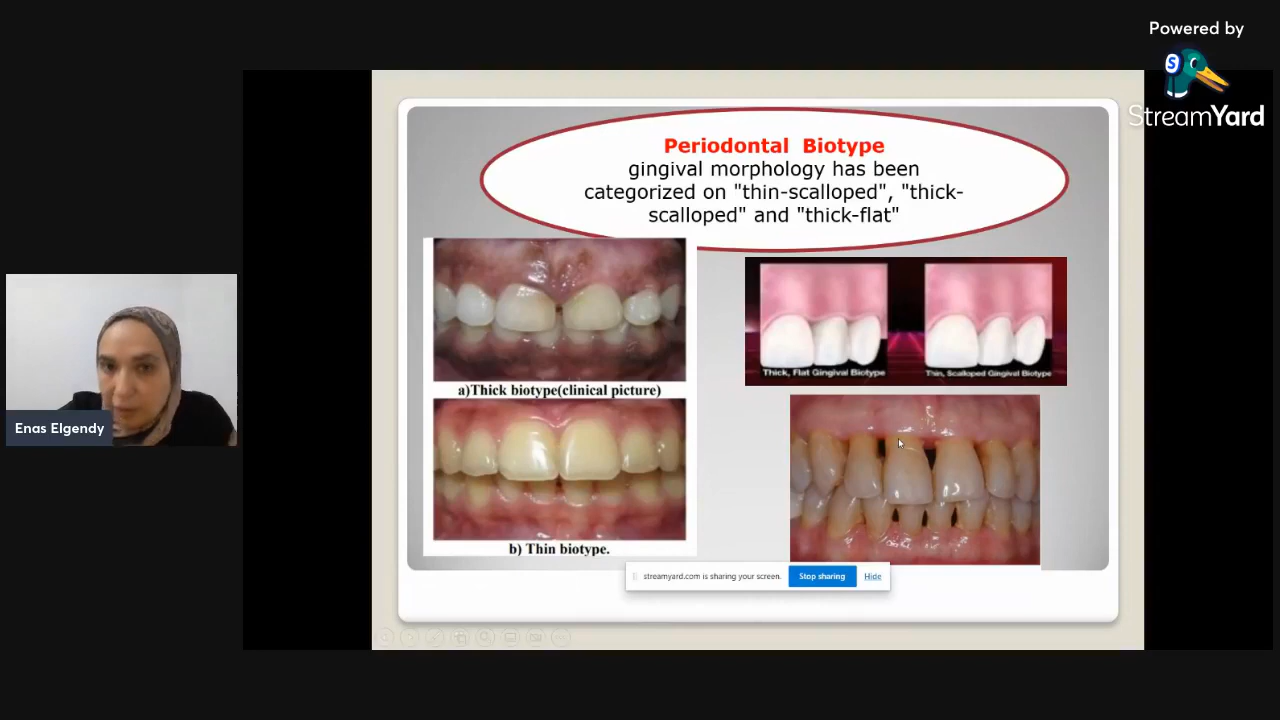 Powered by
StreamYard
Periodontal Biotype
gingival morphology has been
categorized on "thin-scalloped", "thick-
scalloped" and "thick-flat"
a)Thick biotype(clinical picture)
b) Thin biotype.
Thick, Flat Gingival Biotype
Thin, Scalloped Gingival Biotype
Enas Elgendy
streamyard.com is sharing your screen.
Stop sharing
Hide